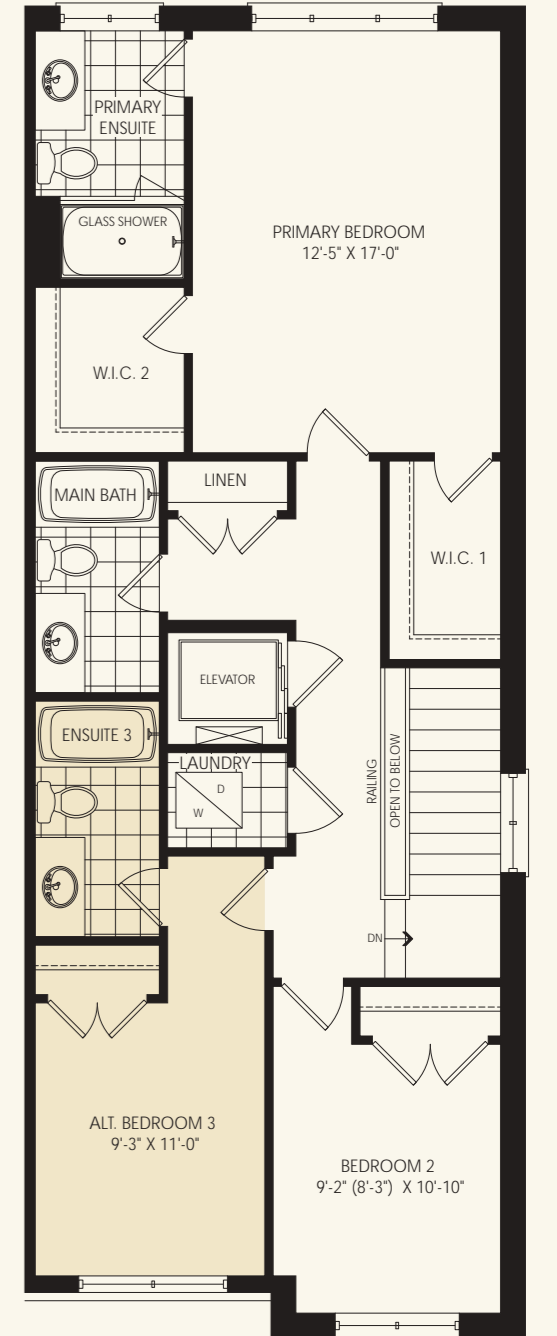 PRIMARY
ENSUITE
GLASS SHOWER
PRIMARY BEDROOM
12'-5" X 17'-0"
W.I.C. 2
LINEN
MAIN BATH
W.I.C. 1
ELEVATOR
ENSUITE 3
LAUNDRY
D
W
RAILING
OPEN TO BELOW
DN
ALT. BEDROOM 3
9'-3" X 11'-0"
BEDROOM 2
9'-2" (8'-3") X 10'-10"